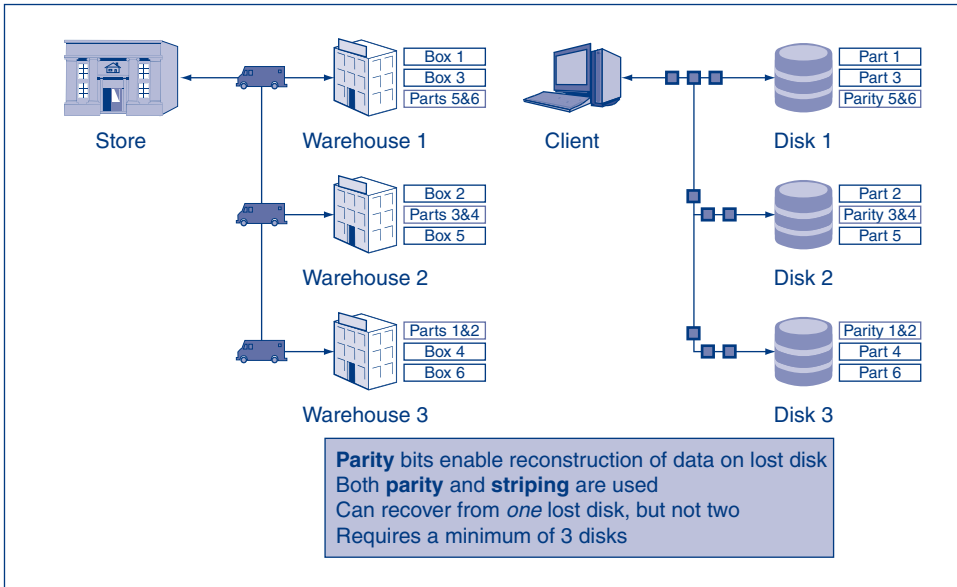 Box 1
Box 3
Parts 5&6
Store
Warehouse 1
Part 1
Part 3
Parity 5&6
Client
Disk 1
Box 2
Parts 3&4
Box 5
Warehouse 2
Part 2
Parity 3&4
Part 5
Disk 2
Parts 1&2
Box 4
Box 6
Warehouse 3
Parity 1&2
Part 4
Part 6
Disk 3
Parity bits enable reconstruction of data on lost disk
Both parity and striping are used
Can recover from one lost disk, but not two
Requires a minimum of 3 disks